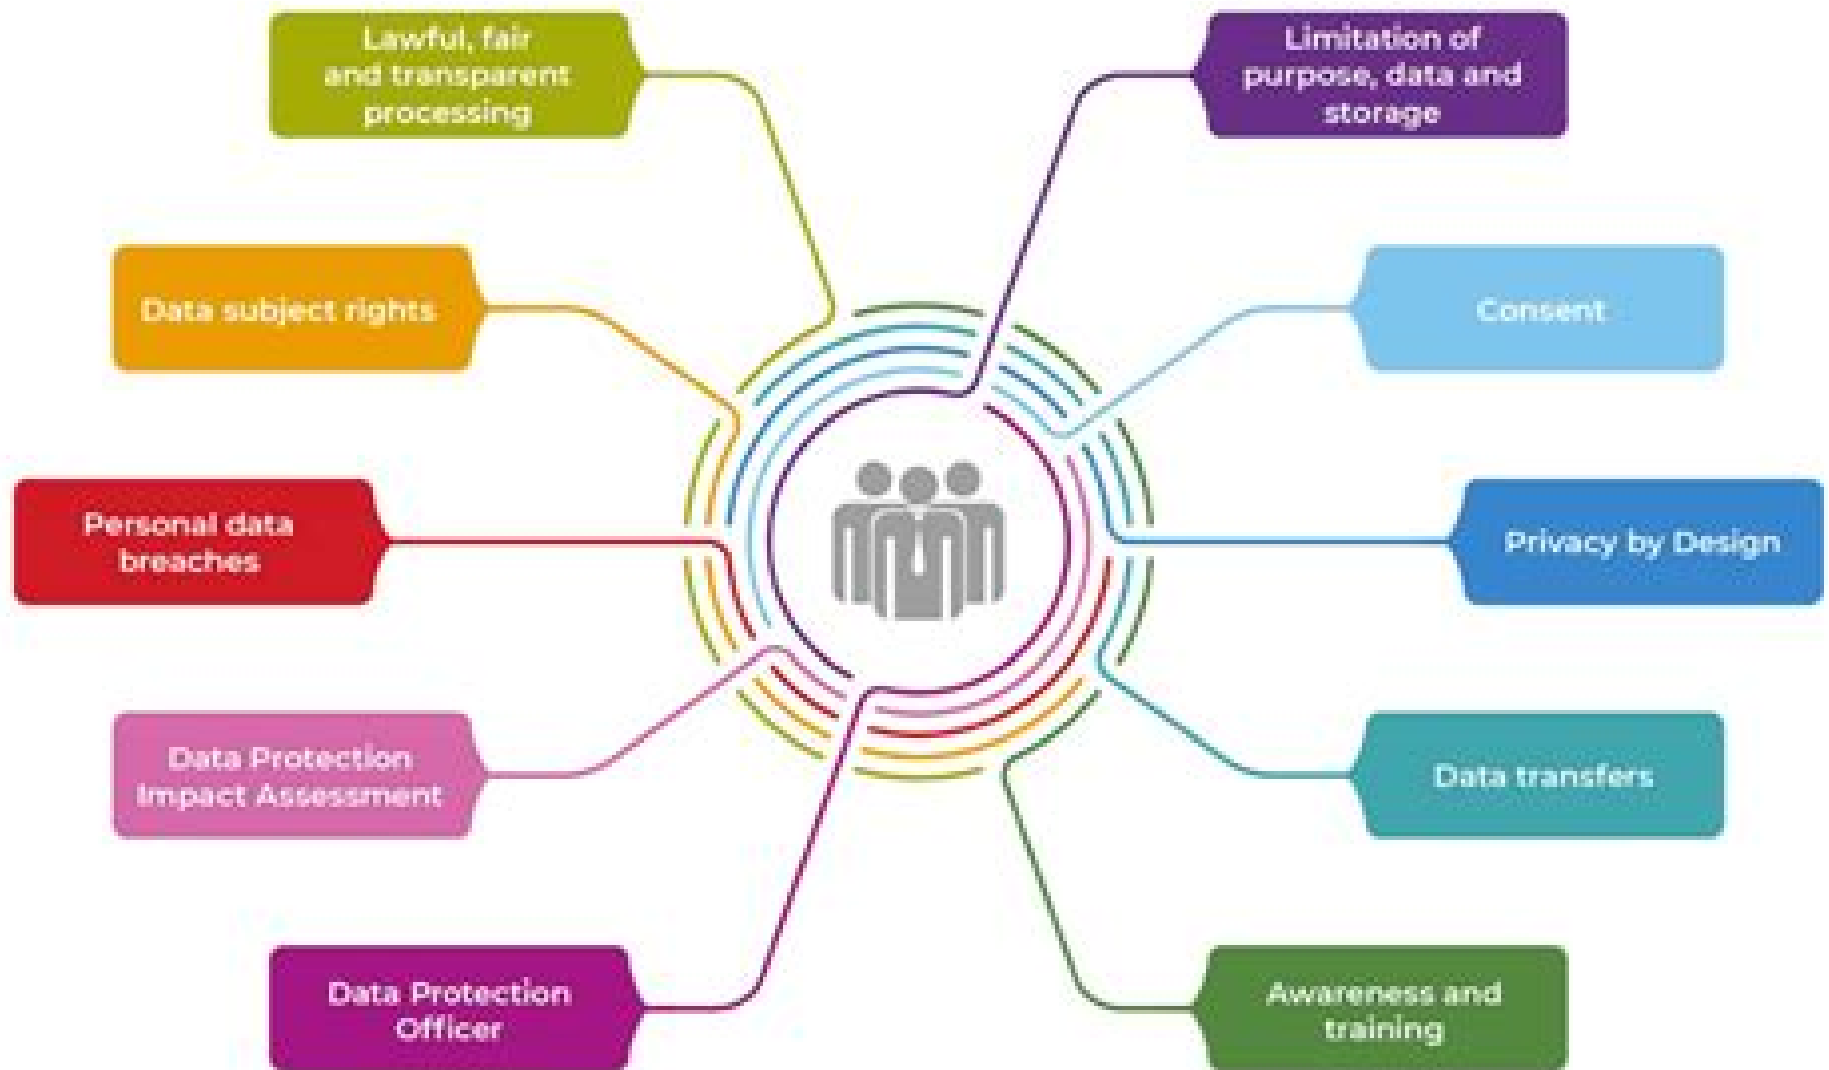 Lawful, fair
and transparent
processing
Limitation of
purpose, data and
storage
Data subject rights
Consent
Personal data
breaches
Privacy by Design
Data Protection
Impact Assessment
Data transfers
Data Protection
Officer
Awareness and
training